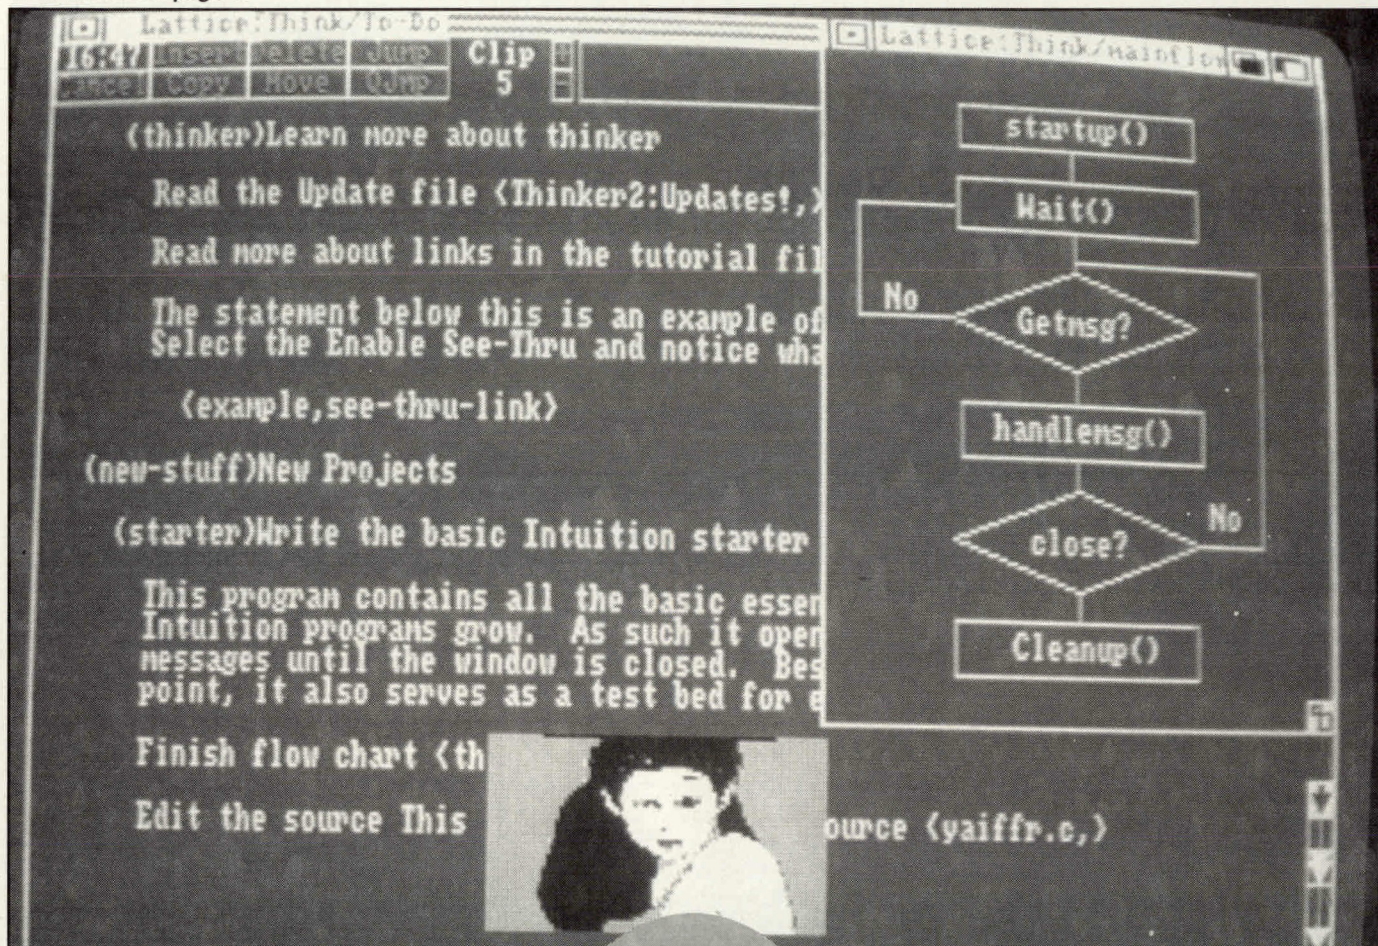 Lattice:Think/To-Do
16:47 Insert Delete Jump Clip
Cancel Copy Move QJmp 5
(thinker)Learn more about thinker
Read the Update file <Thinker2:Updates!,>
Read more about links in the tutorial fil
The statement below this is an example of
Select the Enable See-Thru and notice wha
<example,see-thru-link>
(new-stuff)New Projects
(starter)Write the basic Intuition starter
This program contains all the basic essen
Intuition programs grow. As such it open
messages until the window is closed. Bes
point, it also serves as a test bed for e
Finish flow chart <th
Edit the source This
ource <yaiffr.c,>
Lattice:Think/mainflow
startup()
Wait()
No
Getmsg?
handlemsg()
No
close?
Cleanup()